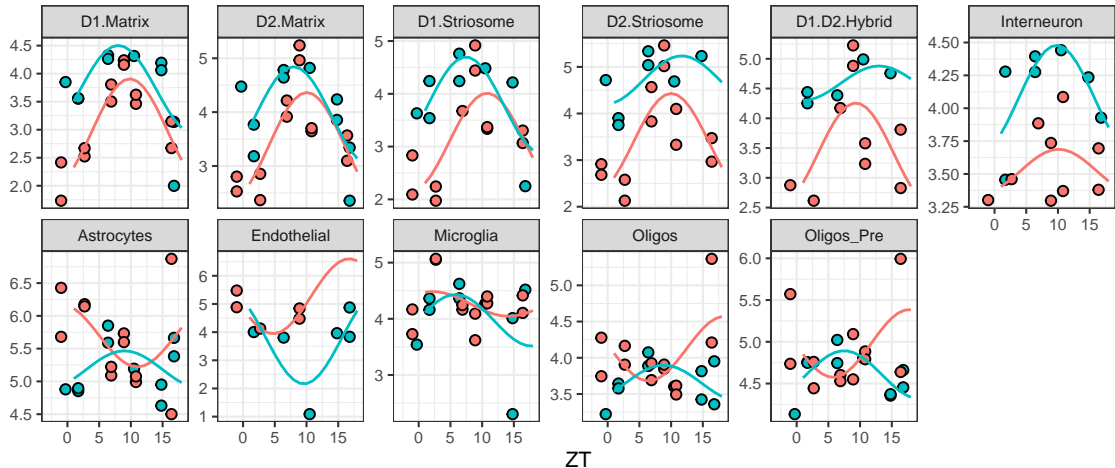 D1.Matrix D2.Matrix D1.Striosome D2.Striosome D1.D2.Hybrid Interneuron
4.5 4.0 3.5 3.0 2.5 2.0
5 4 3
5 4 3 2
5 4 3 2
5.0 4.5 4.0 3.5 3.0 2.5
4.50 4.25 4.00 3.75 3.50 3.25
0 5 10 15
Astrocytes Endothelial Microglia Oligos Oligos_Pre
6.5 6.0 5.5 5.0 4.5
6 5 4 3 2 1
5 4 3
5.0 4.5 4.0 3.5
6.0 5.5 5.0 4.5
0 5 10 15 0 5 10 15 0 5 10 15 0 5 10 15 0 5 10 15
ZT